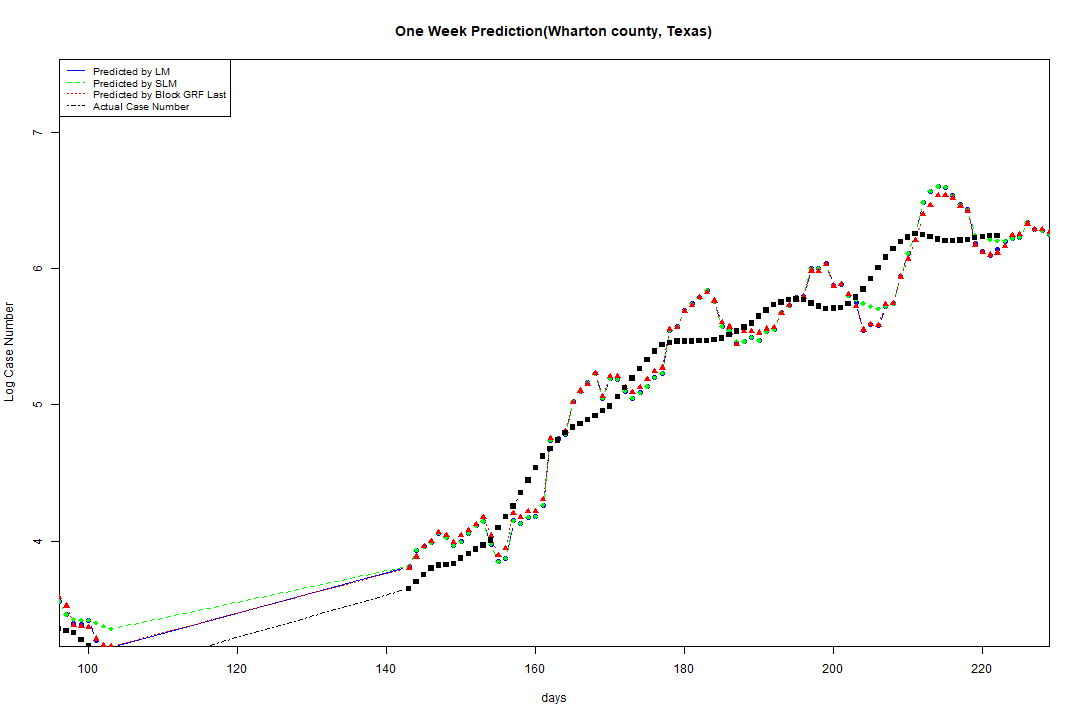 One Week Prediction(Wharton county, Texas)
Predicted by LM
Predicted by SLM
Predicted by Block GRF Last
Actual Case Number
7
6
5
4
Log Case Number
100 120 140 160 180 200 220
days